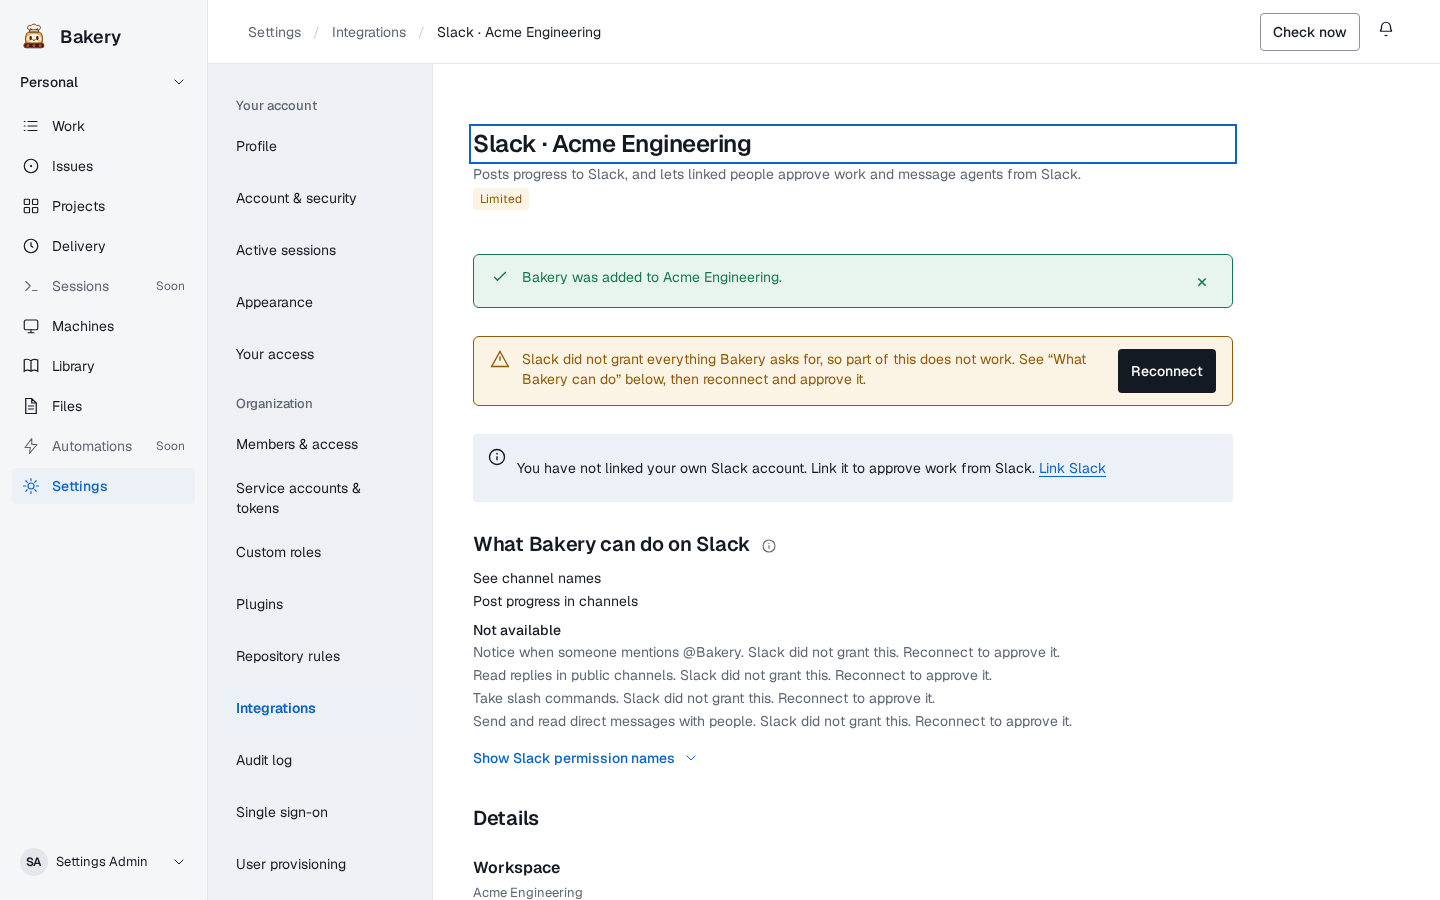 Bakery
Personal
Work
Issues
Projects
Delivery
Sessions Soon
Machines
Library
Files
Automations Soon
Settings
SA Settings Admin
Settings / Integrations / Slack · Acme Engineering
Check now
Your account
Profile
Account & security
Active sessions
Appearance
Your access
Organization
Members & access
Service accounts &
tokens
Custom roles
Plugins
Repository rules
Integrations
Audit log
Single sign-on
User provisioning
Slack · Acme Engineering
Posts progress to Slack, and lets linked people approve work and message agents from Slack.
Limited
Bakery was added to Acme Engineering.
Slack did not grant everything Bakery asks for, so part of this does not work. See “What
Bakery can do” below, then reconnect and approve it.
Reconnect
You have not linked your own Slack account. Link it to approve work from Slack. Link Slack
What Bakery can do on Slack
See channel names
Post progress in channels
Not available
Notice when someone mentions @Bakery. Slack did not grant this. Reconnect to approve it.
Read replies in public channels. Slack did not grant this. Reconnect to approve it.
Take slash commands. Slack did not grant this. Reconnect to approve it.
Send and read direct messages with people. Slack did not grant this. Reconnect to approve it.
Show Slack permission names
Details
Workspace
Acme Engineering